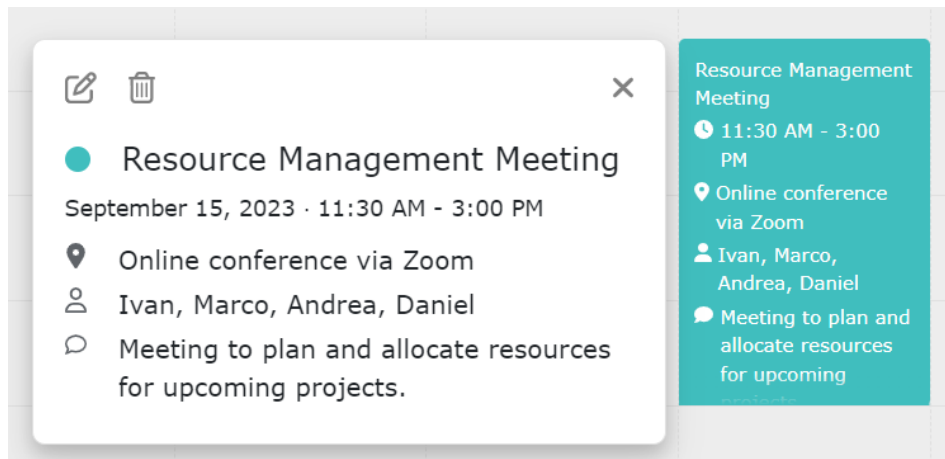 Resource Management Meeting
September 15, 2023 · 11:30 AM - 3:00 PM
Online conference via Zoom
Ivan, Marco, Andrea, Daniel
Meeting to plan and allocate resources
for upcoming projects.
Resource Management
Meeting
11:30 AM - 3:00
PM
Online conference
via Zoom
Ivan, Marco,
Andrea, Daniel
Meeting to plan and
allocate resources
for upcoming
projects.